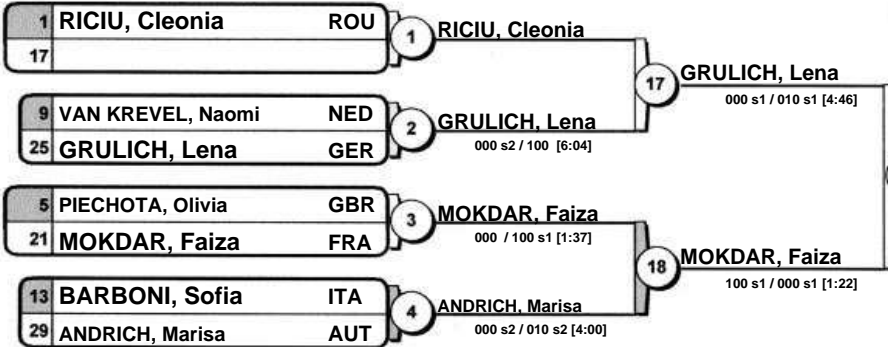 1 RICIU, Cleonia ROU
17
1 RICIU, Cleonia
9 VAN KREVEL, Naomi NED
25 GRULICH, Lena GER
2 GRULICH, Lena
000 s2 / 100 [6:04]
17 GRULICH, Lena
000 s1 / 010 s1 [4:46]
5 PIECHOTA, Olivia GBR
21 MOKDAR, Faiza FRA
3 MOKDAR, Faiza
000 / 100 s1 [1:37]
13 BARBONI, Sofia ITA
29 ANDRICH, Marisa AUT
4 ANDRICH, Marisa
000 s2 / 010 s2 [4:00]
18 MOKDAR, Faiza
100 s1 / 000 s1 [1:22]